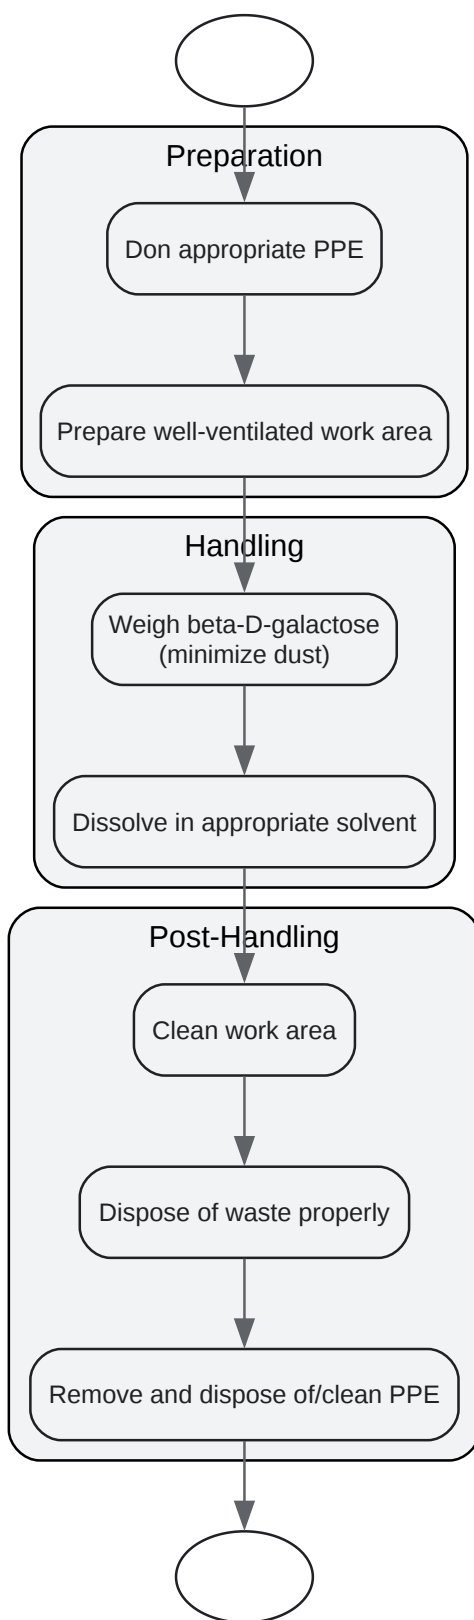 Preparation
Don appropriate PPE
Prepare well-ventilated work area
Handling
Weigh beta-D-galactose
(minimize dust)
Dissolve in appropriate solvent
Post-Handling
Clean work area
Dispose of waste properly
Remove and dispose of/clean PPE